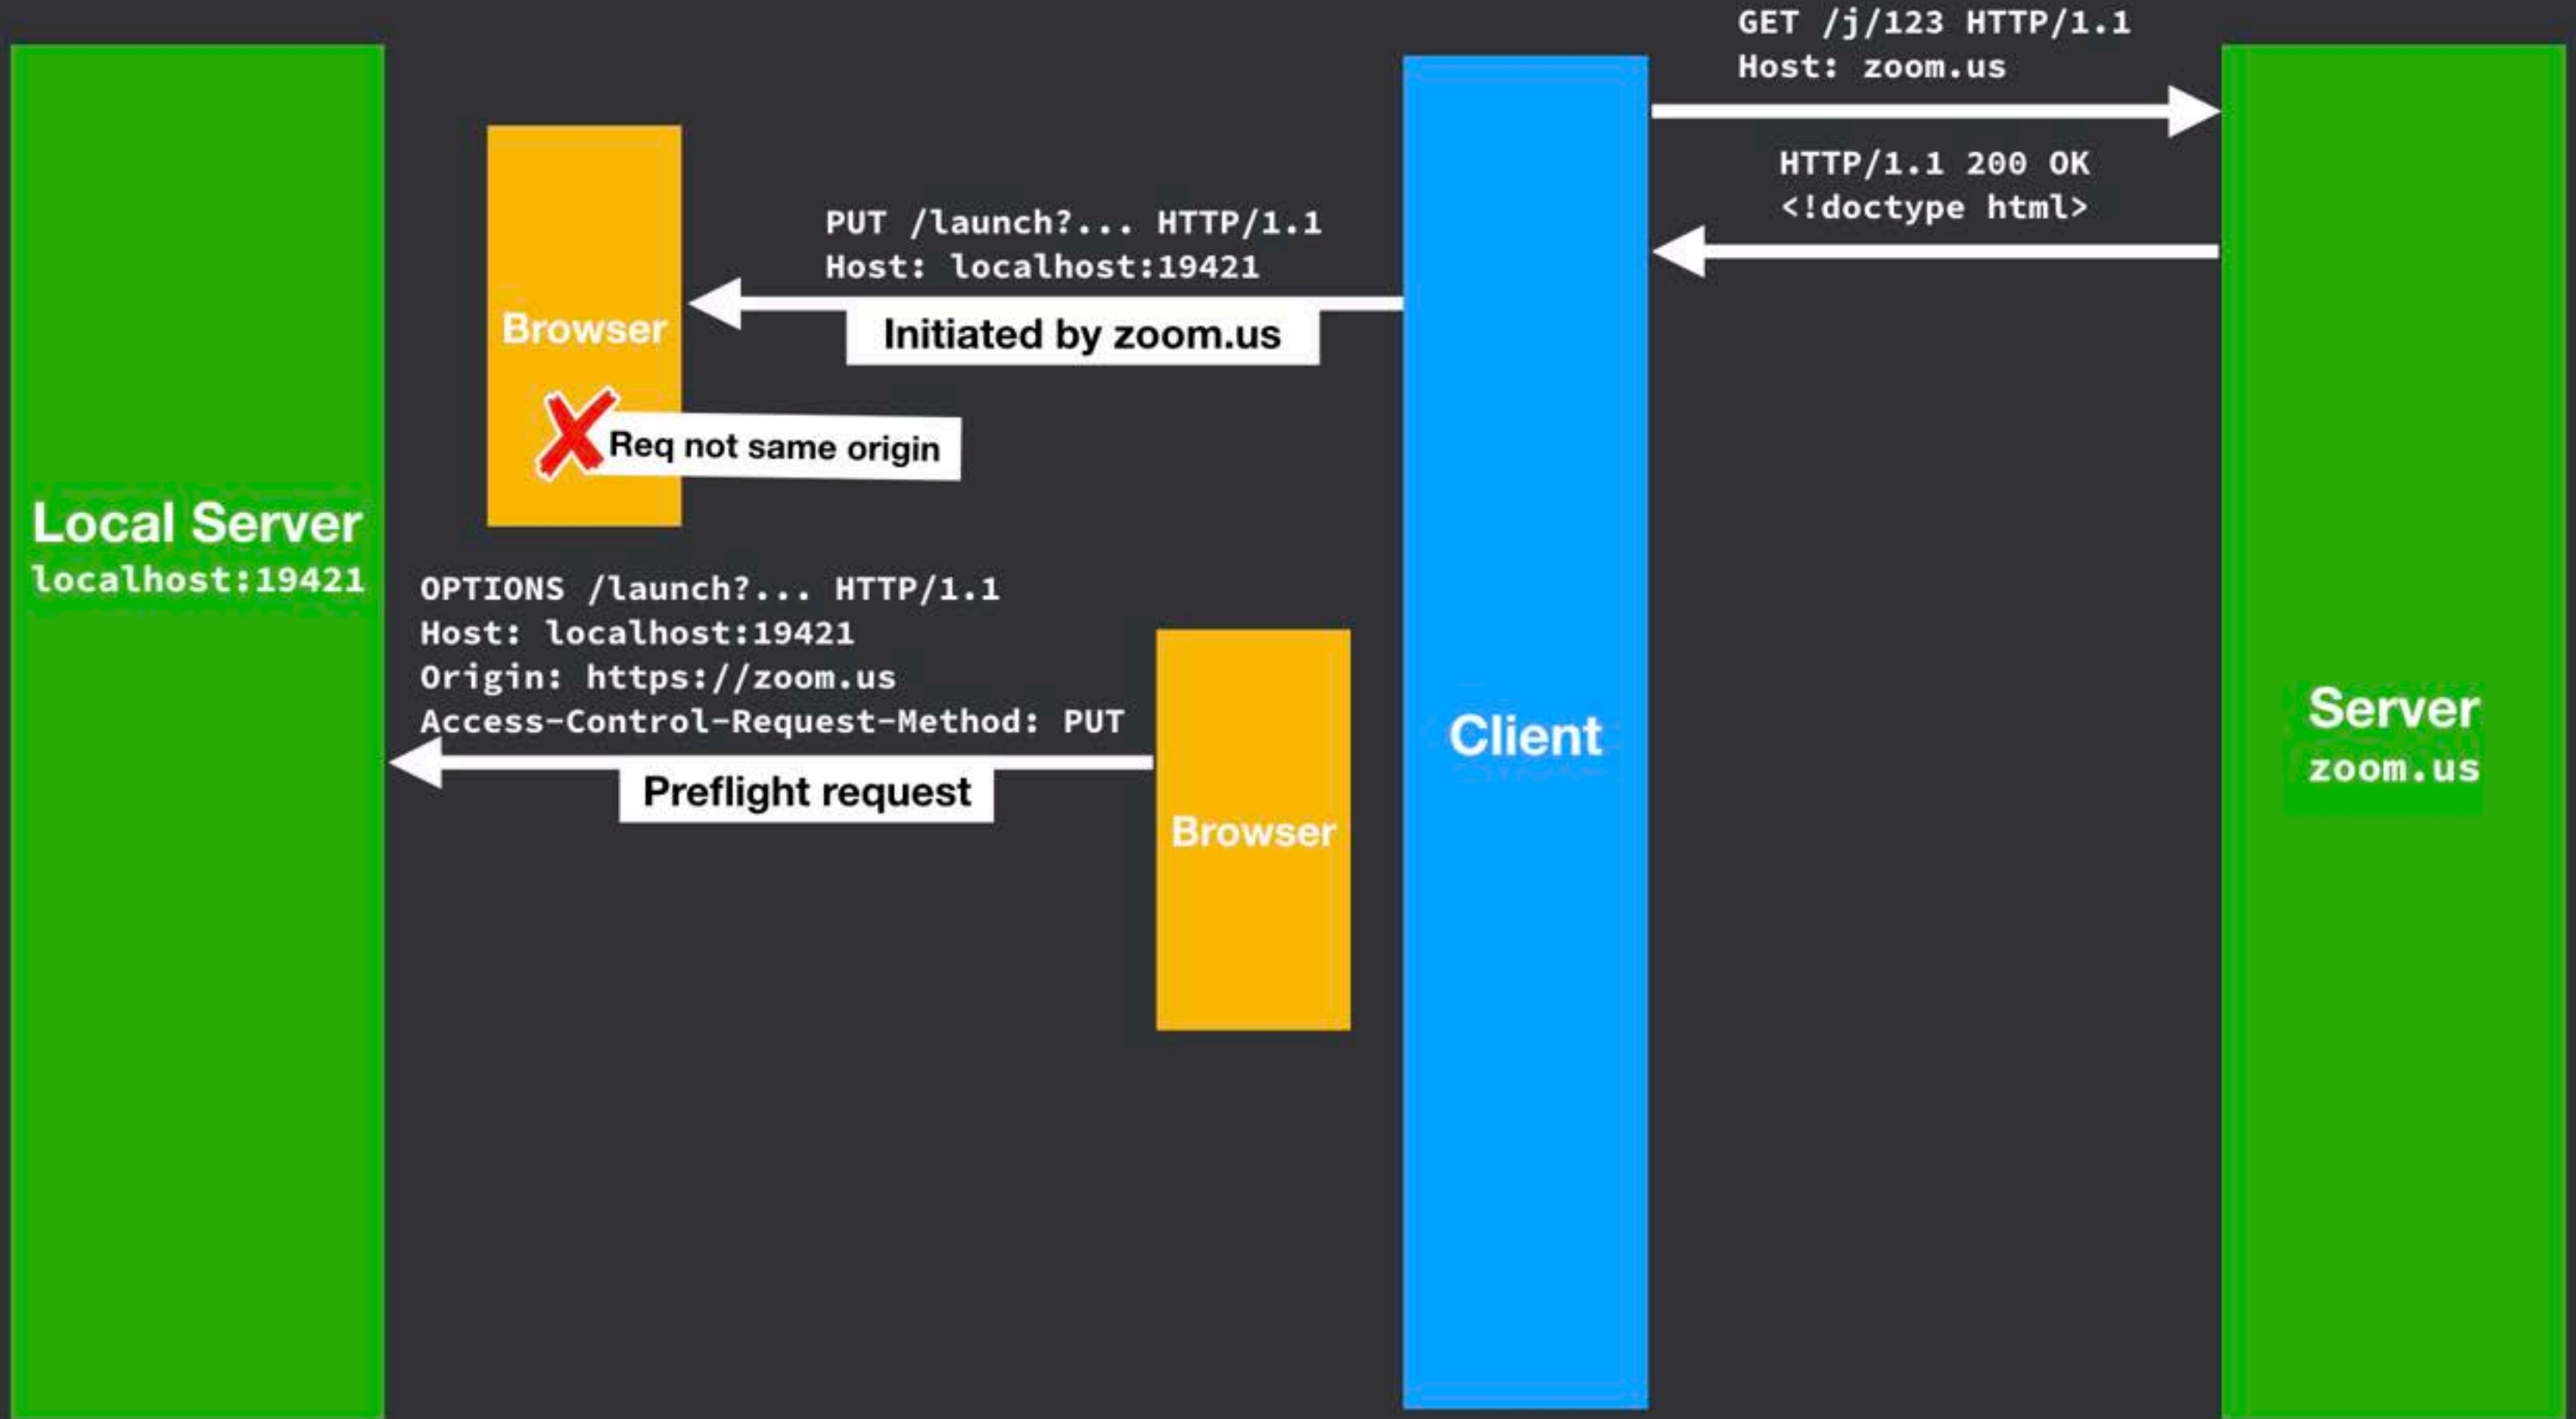 GET /j/123 HTTP/1.1
Host: zoom.us
HTTP/1.1 200 OK
<!doctype html>
PUT /launch?... HTTP/1.1
Host: localhost:19421
Initiated by zoom.us
Browser
Req not same origin
Local Server
localhost:19421
OPTIONS /launch?... HTTP/1.1
Host: localhost:19421
Origin: https://zoom.us
Access-Control-Request-Method: PUT
Preflight request
Browser
Client
Server
zoom.us